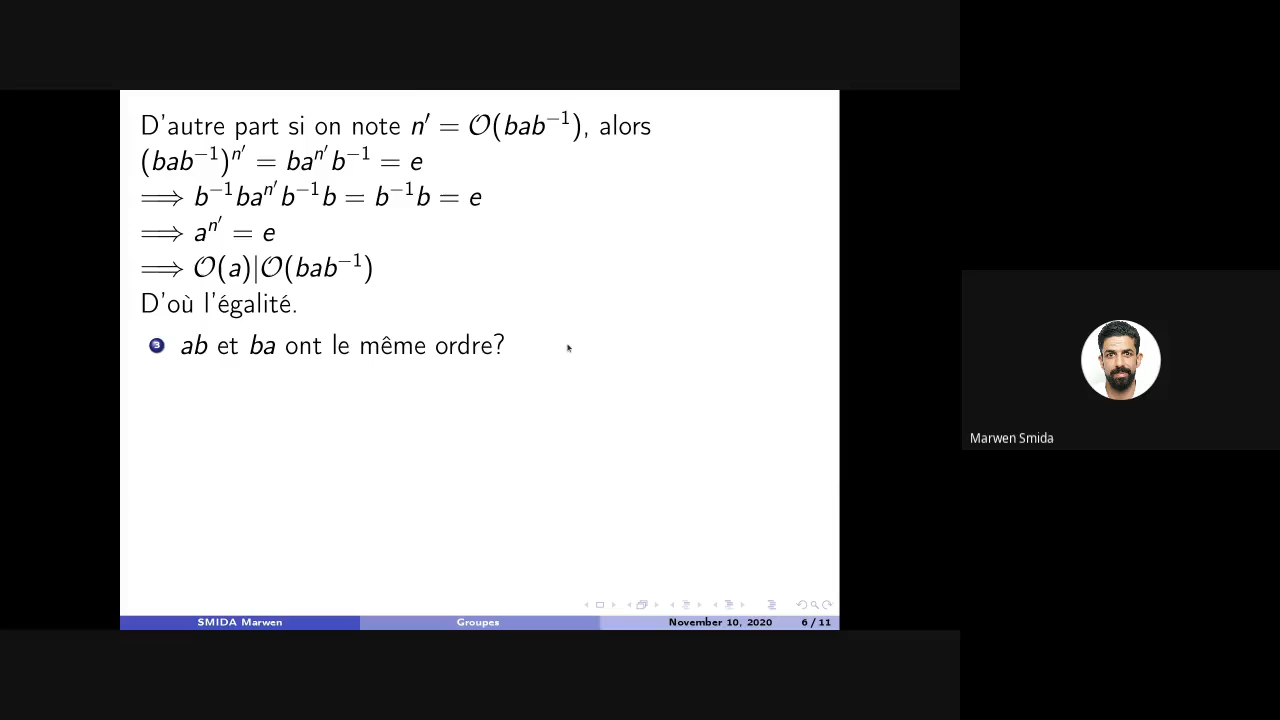 D'autre part si on note n′ = 𝒪(bab⁻¹), alors
(bab⁻¹)ⁿ′ = baⁿ′b⁻¹ = e
⟹ b⁻¹baⁿ′b⁻¹b = b⁻¹b = e
⟹ aⁿ′ = e
⟹ 𝒪(a)|𝒪(bab⁻¹)
D'où l'égalité.
3 ab et ba ont le même ordre?
Marwen Smida
SMIDA Marwen Groupes November 10, 2020 6 / 11